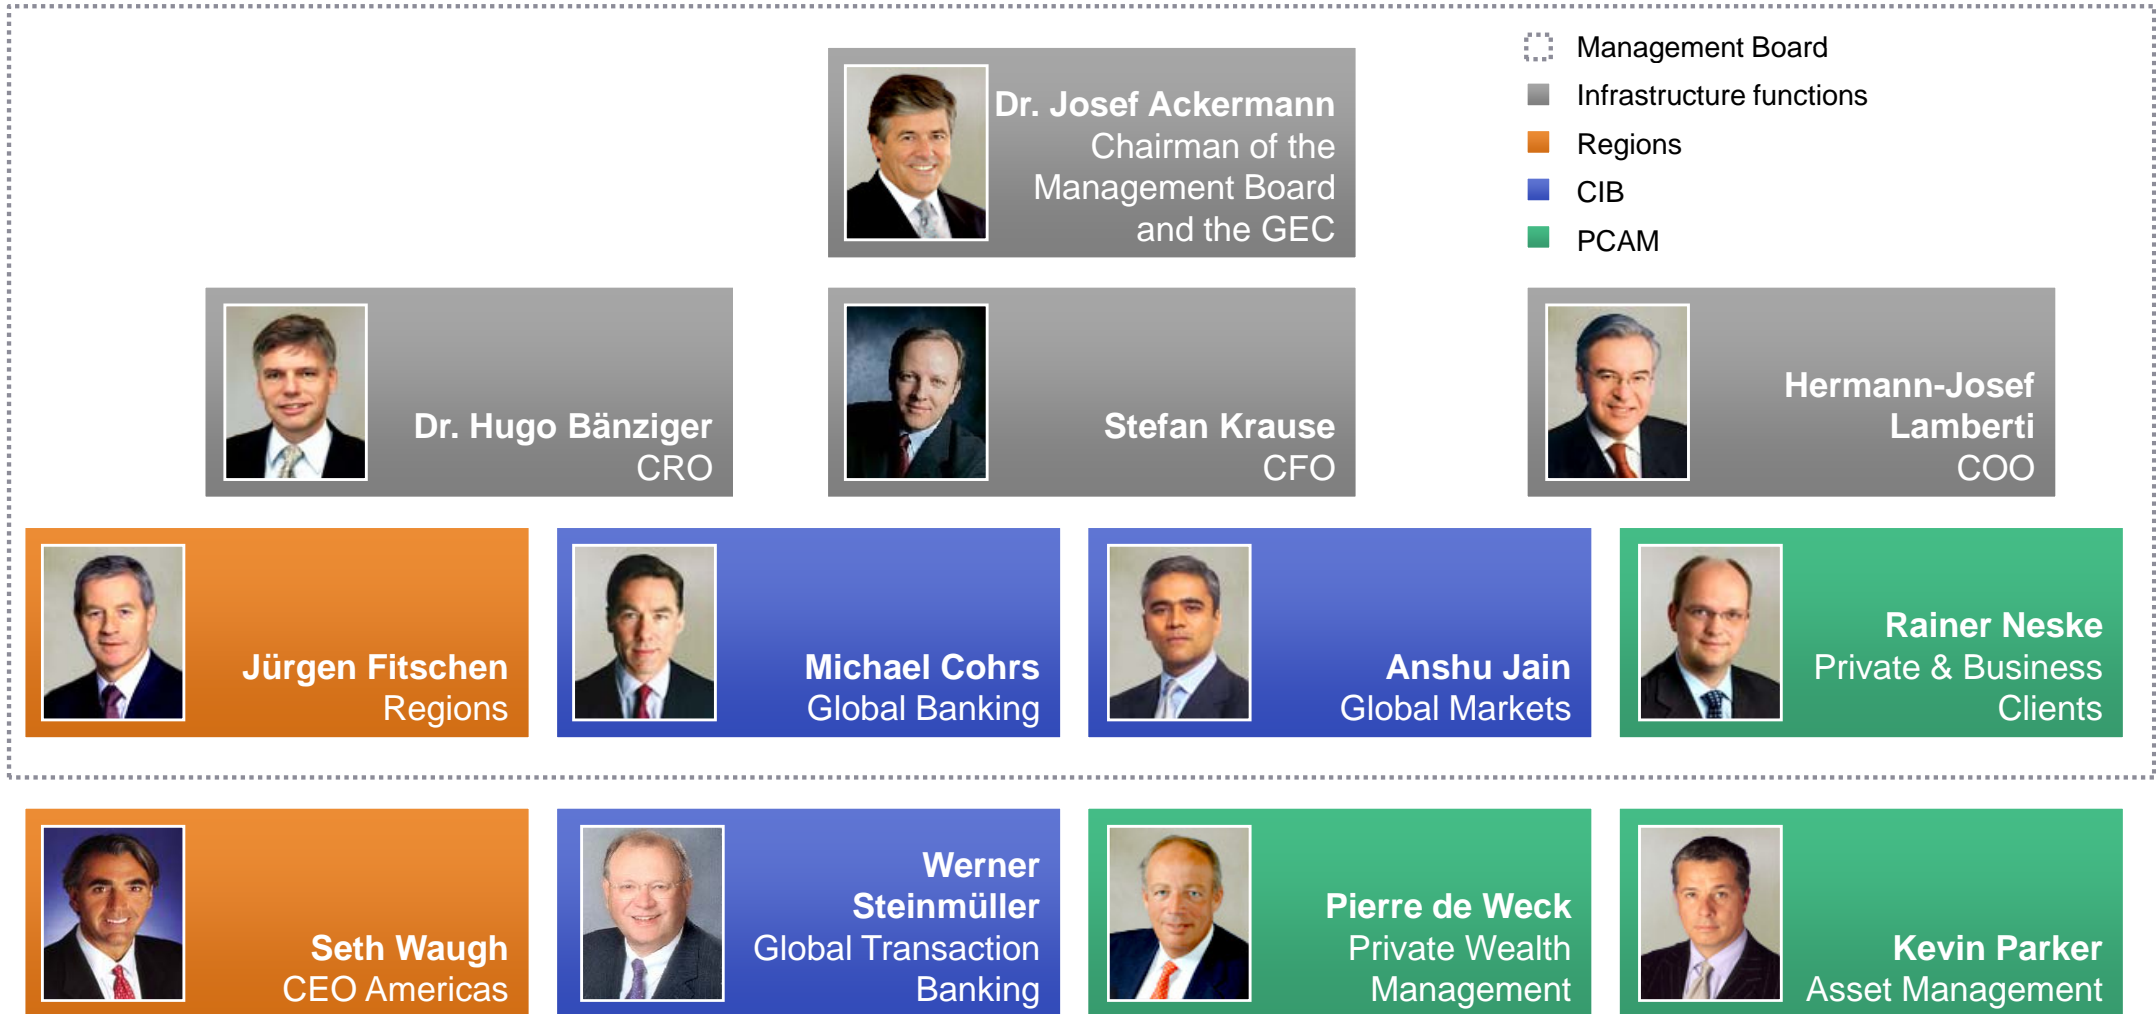 Management Board
Infrastructure functions
Regions
CIB
PCAM
Dr. Josef Ackermann
Chairman of the
Management Board
and the GEC
Dr. Hugo Bänziger
CRO
Stefan Krause
CFO
Hermann-Josef
Lamberti
COO
Jürgen Fitschen
Regions
Michael Cohrs
Global Banking
Anshu Jain
Global Markets
Rainer Neske
Private & Business
Clients
Seth Waugh
CEO Americas
Werner
Steinmüller
Global Transaction
Banking
Pierre de Weck
Private Wealth
Management
Kevin Parker
Asset Management